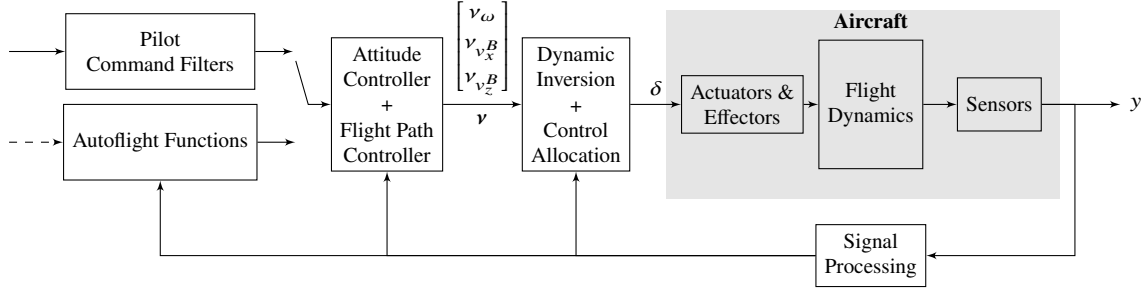 Pilot
Command Filters
Autoflight Functions
Attitude
Controller
+
Flight Path
Controller
[ν_ω
ν_{v_x^B}
ν_{v_z^B}]
ν
Dynamic
Inversion
+
Control
Allocation
δ
Aircraft
Actuators &
Effectors
Flight
Dynamics
Sensors
y
Signal
Processing